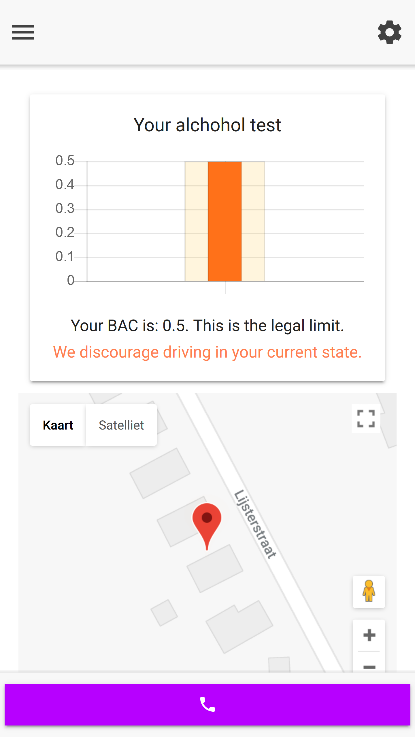 Your alchohol test
0.5
0.4
0.3
0.2
0.1
0
Your BAC is: 0.5. This is the legal limit.
We discourage driving in your current state.
Kaart
Satelliet
Lijsterstraat